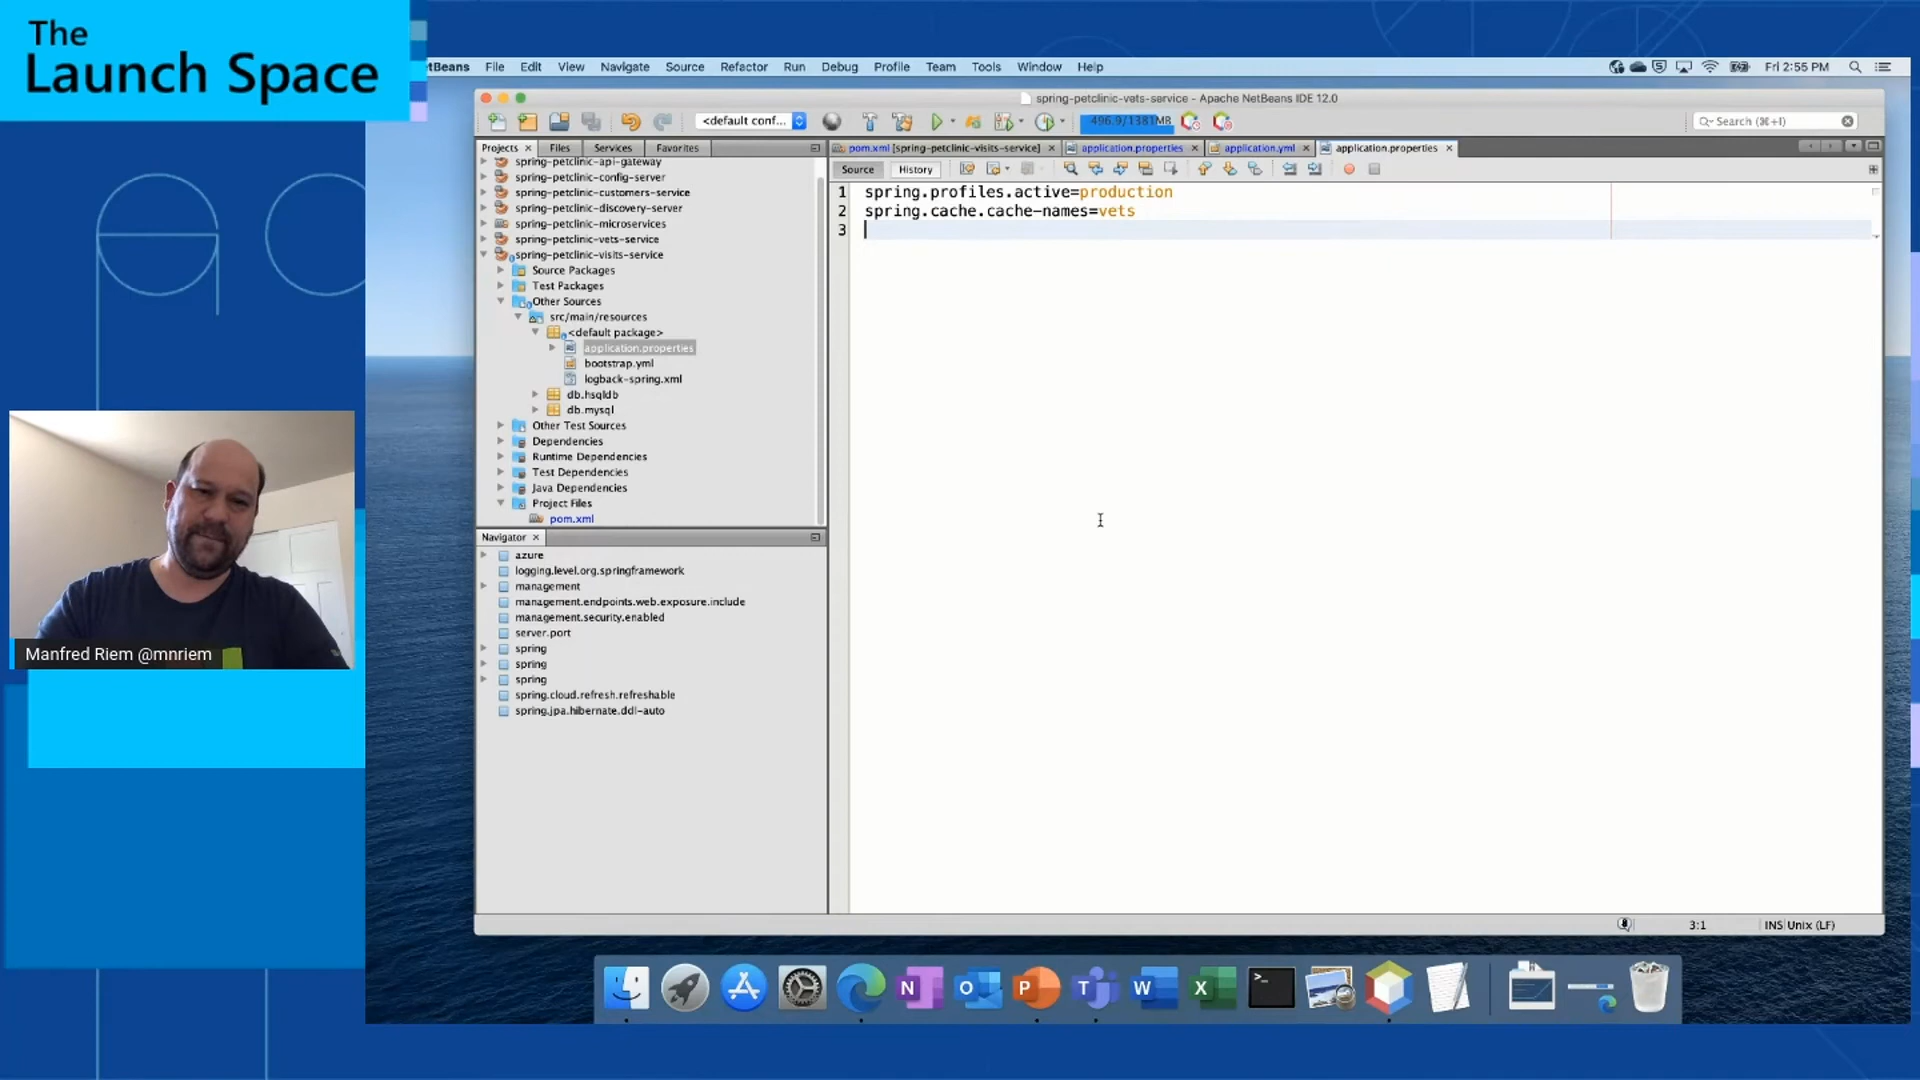 The
Launch Space
tBeans File Edit View Navigate Source Refactor Run Debug Profile Team Tools Window Help
Fri 2:55 PM
spring-petclinic-vets-service - Apache NetBeans IDE 12.0
<default conf...
496.9/1381MB
Search (⌘+I)
Projects Files Services Favorites
spring-petclinic-api-gateway
spring-petclinic-config-server
spring-petclinic-customers-service
spring-petclinic-discovery-server
spring-petclinic-microservices
spring-petclinic-vets-service
spring-petclinic-visits-service
Source Packages
Test Packages
Other Sources
src/main/resources
<default package>
application.properties
bootstrap.yml
logback-spring.xml
db.hsqldb
db.mysql
Other Test Sources
Dependencies
Runtime Dependencies
Test Dependencies
Java Dependencies
Project Files
pom.xml
Navigator
azure
logging.level.org.springframework
management
management.endpoints.web.exposure.include
management.security.enabled
server.port
spring
spring
spring
spring.cloud.refresh.refreshable
spring.jpa.hibernate.ddl-auto
pom.xml [spring-petclinic-visits-service] application.properties application.yml application.properties
Source History
1 spring.profiles.active=production
2 spring.cache.cache-names=vets
3
3:1 INS Unix (LF)
Manfred Riem @mnriem
N O P T W X >_